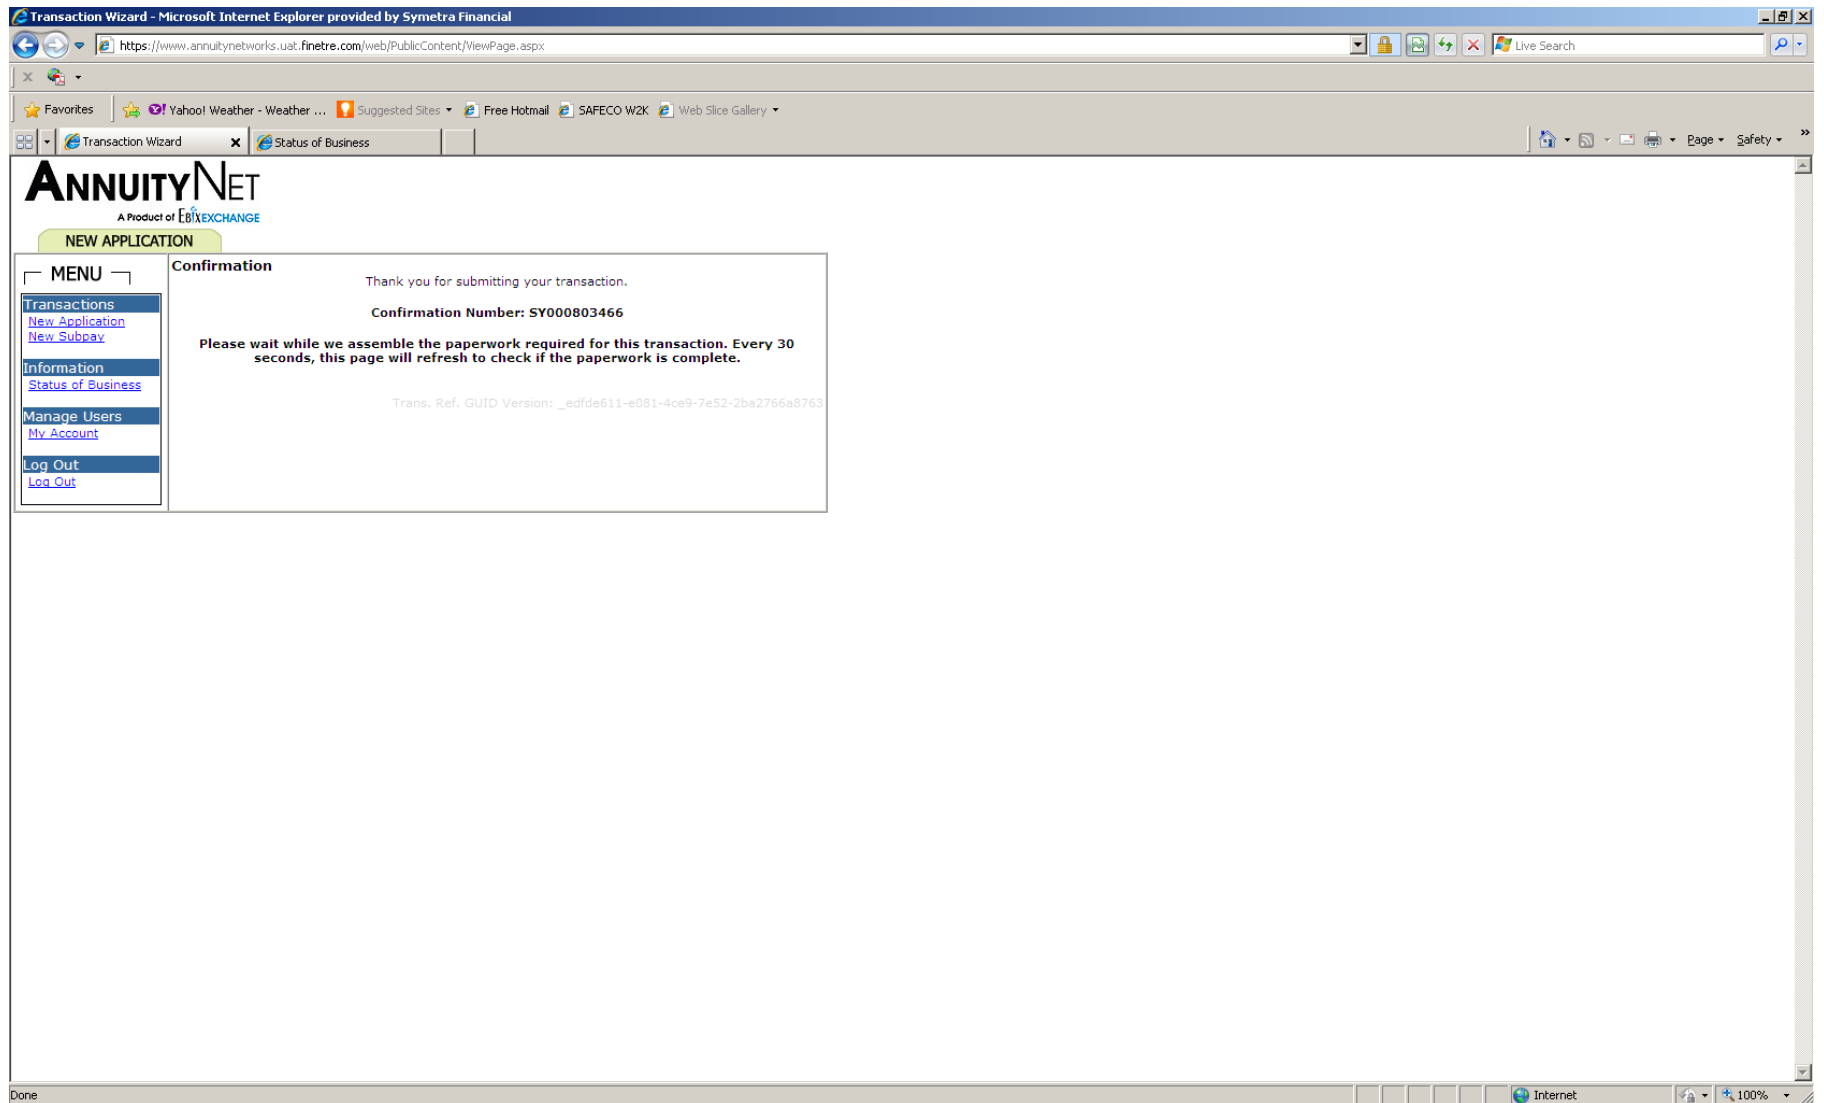 Transaction Wizard - Microsoft Internet Explorer provided by Symetra Financial
https://www.annuitynetworks.uat.finetre.com/web/PublicContent/ViewPage.aspx
Live Search
Favorites
Yahoo! Weather - Weather ...
Suggested Sites
Free Hotmail
SAFECO W2K
Web Slice Gallery
Transaction Wizard
Status of Business
Page
Safety
ANNUITYNET
A Product of EbixEXCHANGE
NEW APPLICATION
MENU
Transactions
New Application
New Subpay
Information
Status of Business
Manage Users
My Account
Log Out
Log Out
Confirmation
Thank you for submitting your transaction.
Confirmation Number: SY000803466
Please wait while we assemble the paperwork required for this transaction. Every 30
seconds, this page will refresh to check if the paperwork is complete.
Trans. Ref. GUID Version: _edfde611-e081-4ce9-7e52-2ba2766a8763
Done
Internet
100%